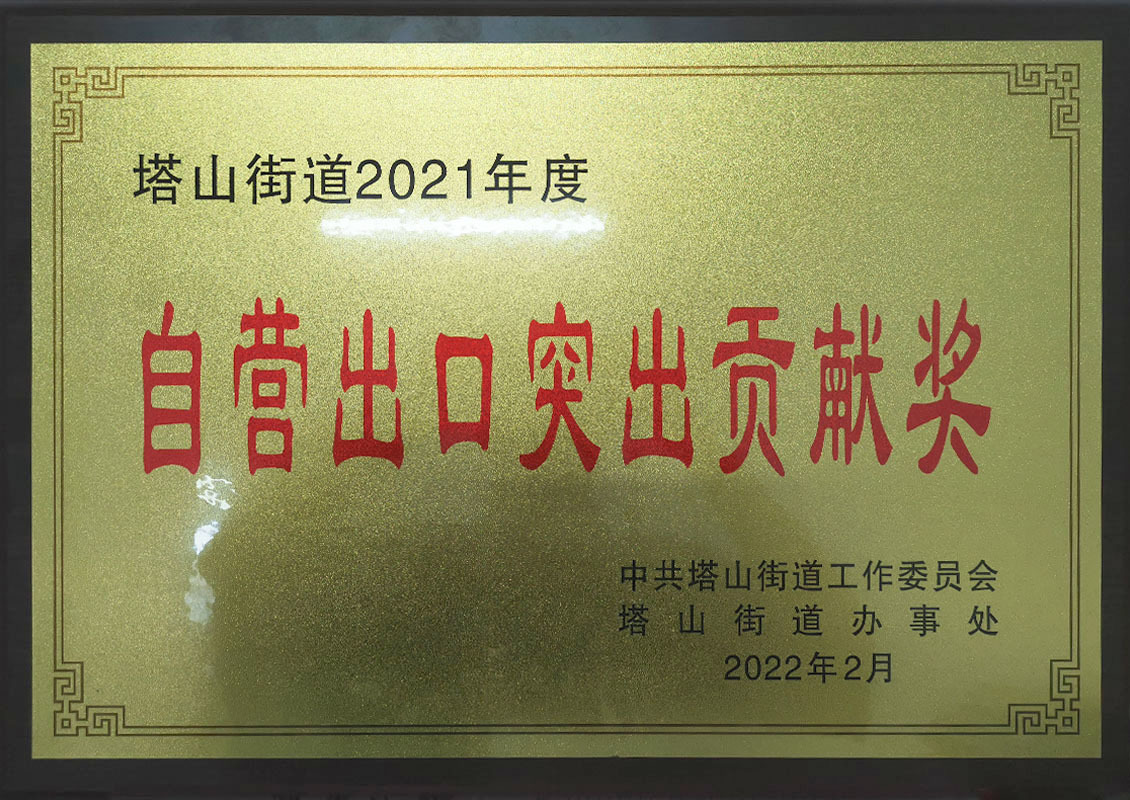 塔山街道2021年度
自营出口突出贡献奖
中共塔山街道工作委员会
塔山街道办事处
2022年2月